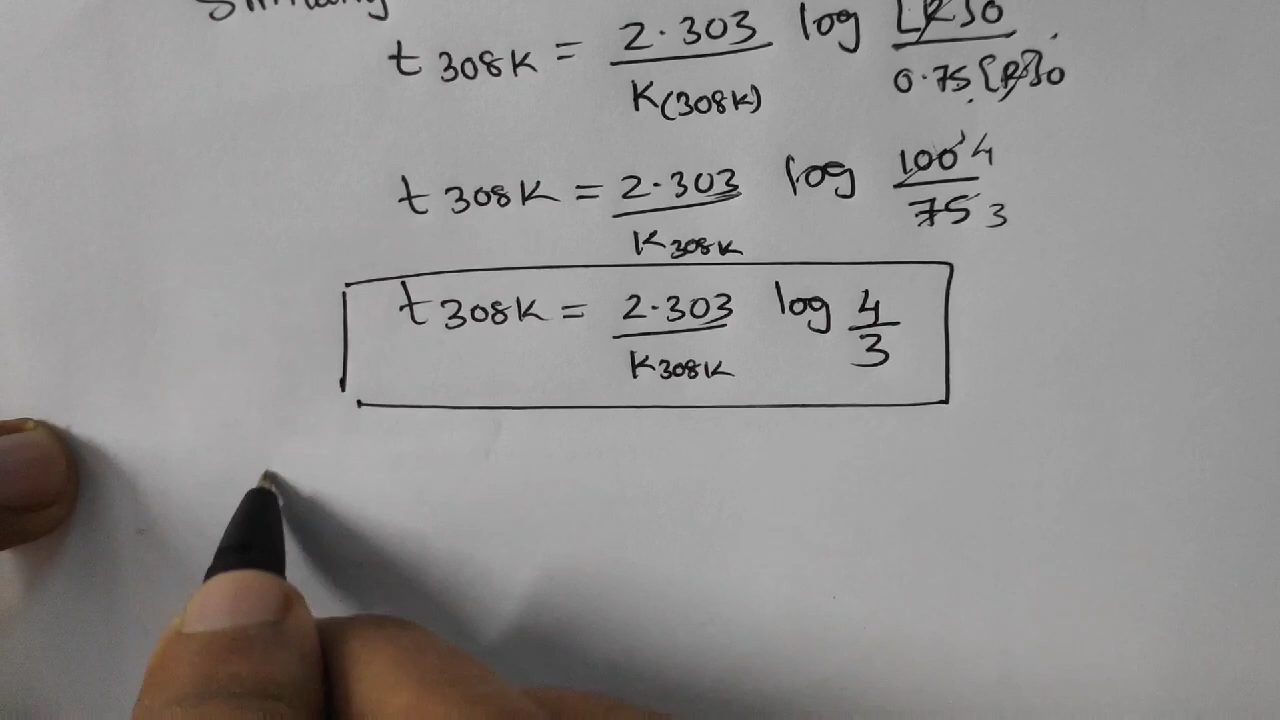 t 308K = 2.303 / K(308K) log [R]0 / 0.75 [R]0
t 308K = 2.303 / K308K log 100 4 / 75 3
t 308K = 2.303 / K308K log 4 / 3